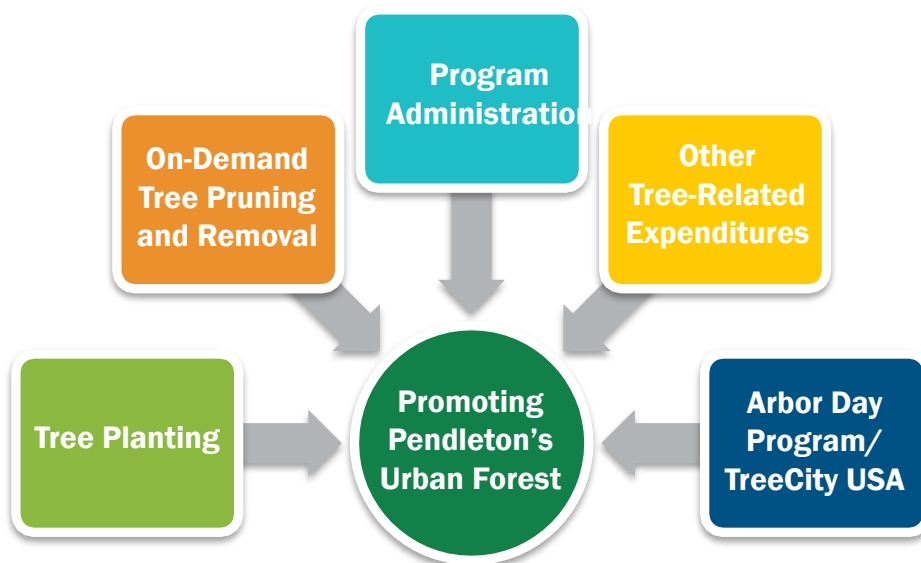 Program
Administration
On-Demand
Tree Pruning
and Removal
Other
Tree-Related
Expenditures
Tree Planting
Promoting
Pendleton’s
Urban Forest
Arbor Day
Program/
TreeCity USA